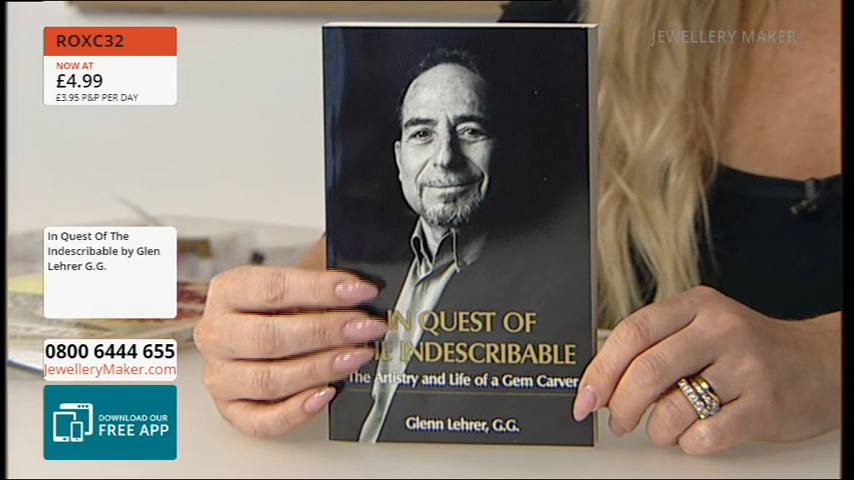 ROXC32
NOW AT
£4.99
£3.95 P&P PER DAY
In Quest Of The
Indescribable by Glen
Lehrer G.G.
0800 6444 655
JewelleryMaker.com
DOWNLOAD OUR
FREE APP
JEWELLERY MAKER
IN QUEST OF
THE INDESCRIBABLE
The Artistry and Life of a Gem Carver
Glenn Lehrer, G.G.